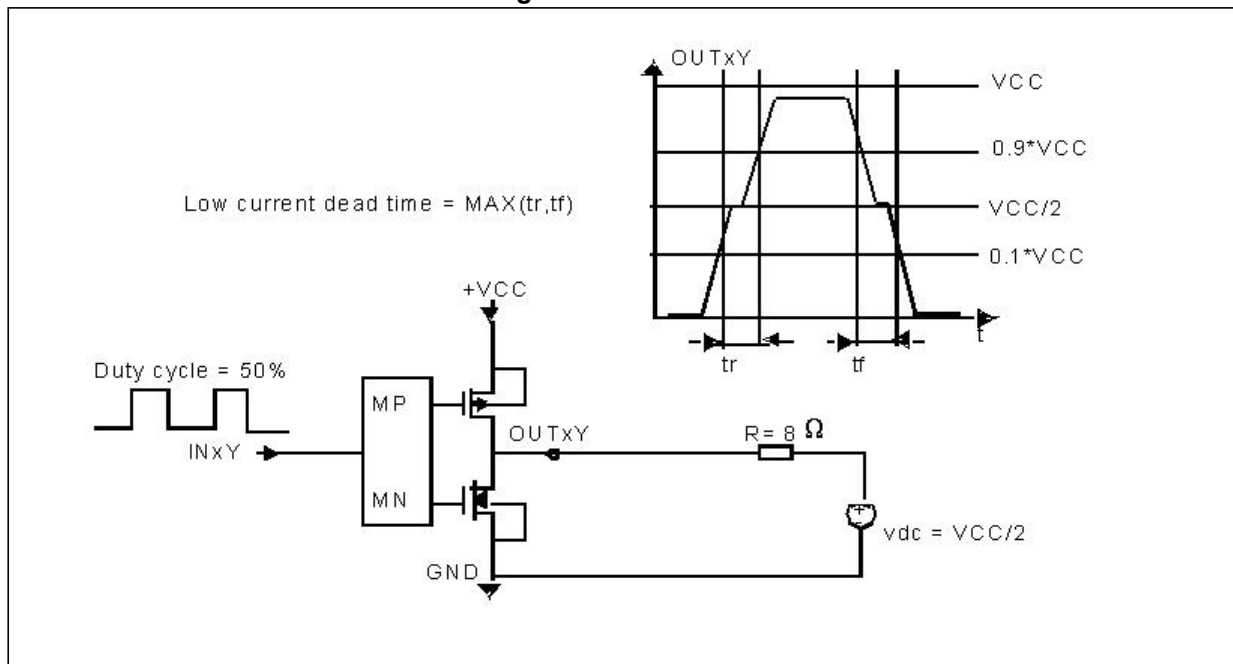 OUTxY
VCC
0.9*VCC
Low current dead time = MAX(tr,tf)
VCC/2
0.1*VCC
+VCC
t
tr
tf
Duty cycle = 50%
MP
OUTxY
R= 8 Ω
INxY
MN
+
-
vdc = VCC/2
GND